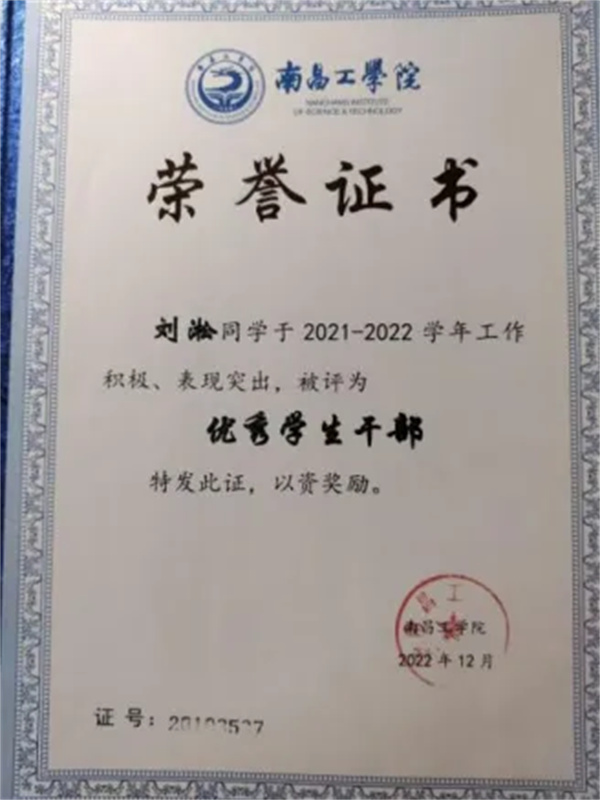 南昌工學院
NANCHANG INSTITUTE
OF SCIENCE & TECHNOLOGY
荣誉证书
刘淞同学于 2021-2022 学年工作
积极、表现突出，被评为
优秀学生干部
特发此证，以资奖励。
南昌工学院
2022 年 12 月
证 号：